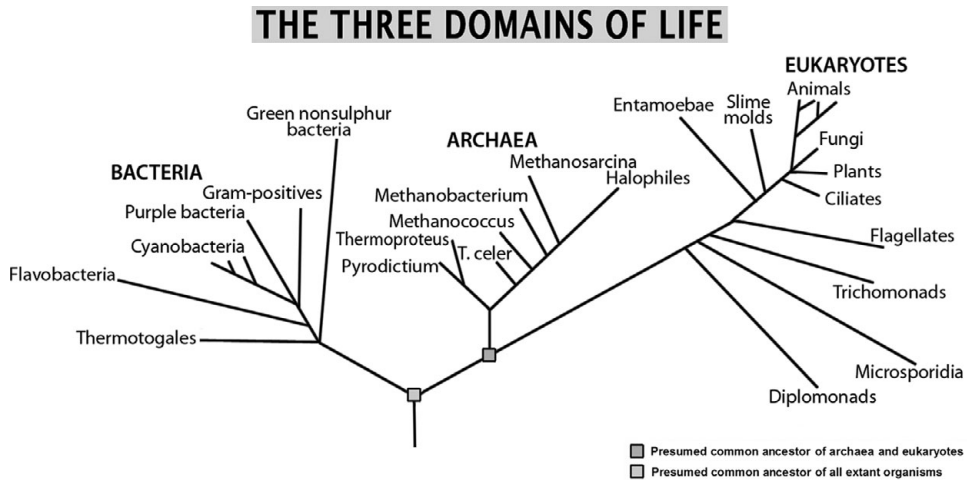 THE THREE DOMAINS OF LIFE
BACTERIA
Green nonsulphur
bacteria
Gram-positives
Purple bacteria
Cyanobacteria
Flavobacteria
Thermotogales
ARCHAEA
Methanosarcina
Halophiles
Methanobacterium
Methanococcus
Thermoproteus
T. celer
Pyrodictium
EUKARYOTES
Animals
Entamoebae
Slime
molds
Fungi
Plants
Ciliates
Flagellates
Trichomonads
Microsporidia
Diplomonads
Presumed common ancestor of archaea and eukaryotes
Presumed common ancestor of all extant organisms